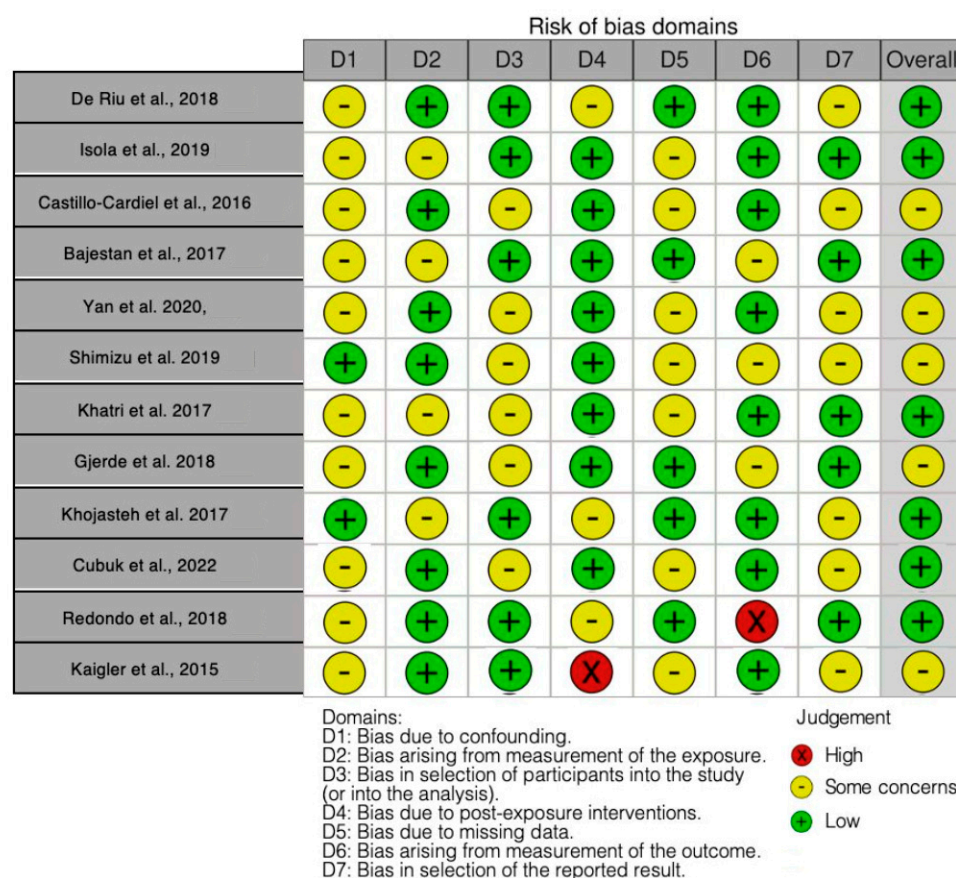 Risk of bias domains
D1 D2 D3 D4 D5 D6 D7 Overall
De Riu et al., 2018 - + + - + + - +
Isola et al., 2019 - - + + - + + +
Castillo-Cardiel et al., 2016 - + - + - + - -
Bajestan et al., 2017 - - + + + - + +
Yan et al. 2020, - + - + - + - -
Shimizu et al. 2019 + + - + - - - -
Khatri et al. 2017 - - - + - + + +
Gjerde et al. 2018 - + - + + - + -
Khojasteh et al. 2017 + - + - + + - +
Cubuk et al., 2022 - + - + - + - +
Redondo et al., 2018 - + + - + X + +
Kaigler et al., 2015 - + + X - + - -
Domains:
D1: Bias due to confounding.
D2: Bias arising from measurement of the exposure.
D3: Bias in selection of participants into the study
(or into the analysis).
D4: Bias due to post-exposure interventions.
D5: Bias due to missing data.
D6: Bias arising from measurement of the outcome.
D7: Bias in selection of the reported result.
Judgement
X High
- Some concerns
+ Low